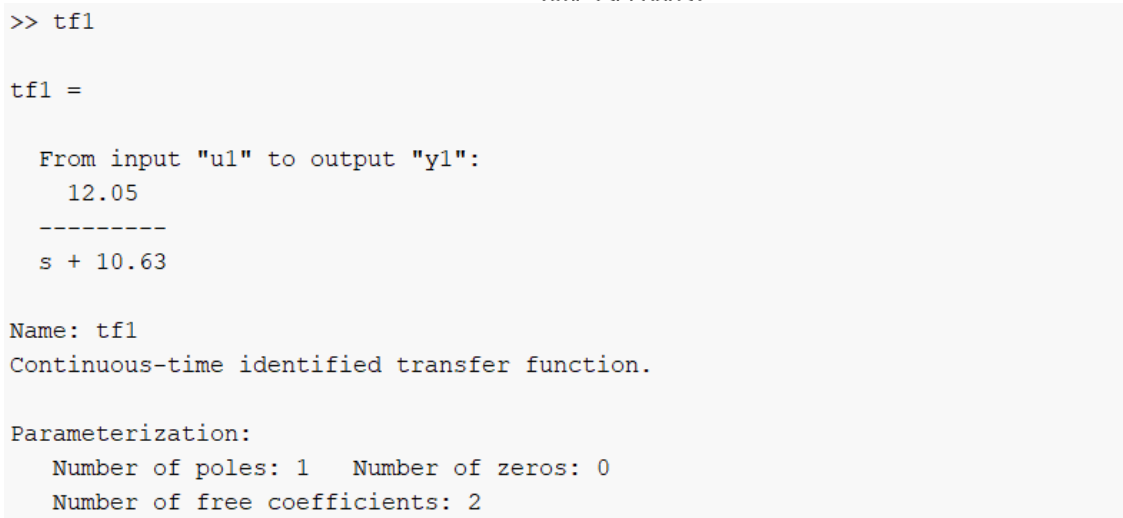 >> tf1
tf1 =
From input "u1" to output "y1":
12.05
---------
s + 10.63
Name: tf1
Continuous-time identified transfer function.
Parameterization:
Number of poles: 1   Number of zeros: 0
Number of free coefficients: 2